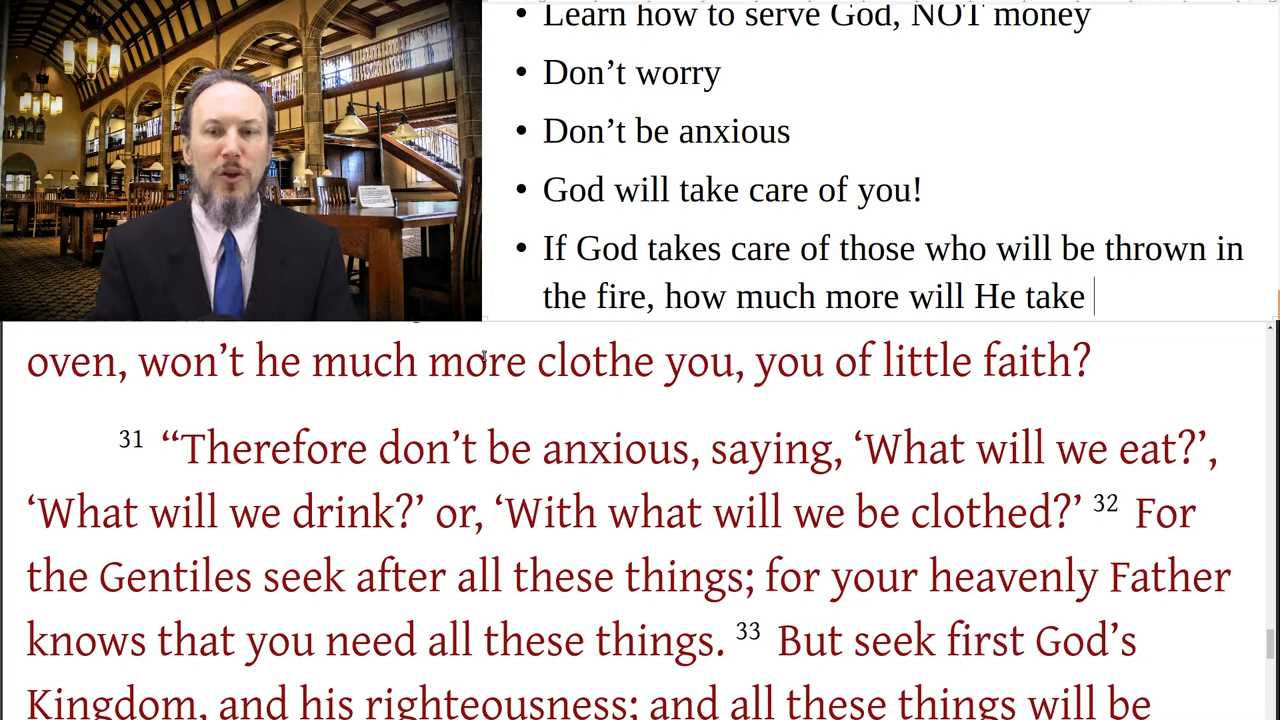 • Learn how to serve God, NOT money
• Don’t worry
• Don’t be anxious
• God will take care of you!
• If God takes care of those who will be thrown in
the fire, how much more will He take
oven, won’t he much more clothe you, you of little faith?
31 “Therefore don’t be anxious, saying, ‘What will we eat?’,
‘What will we drink?’ or, ‘With what will we be clothed?’ 32 For
the Gentiles seek after all these things; for your heavenly Father
knows that you need all these things. 33 But seek first God’s
Kingdom, and his righteousness; and all these things will be